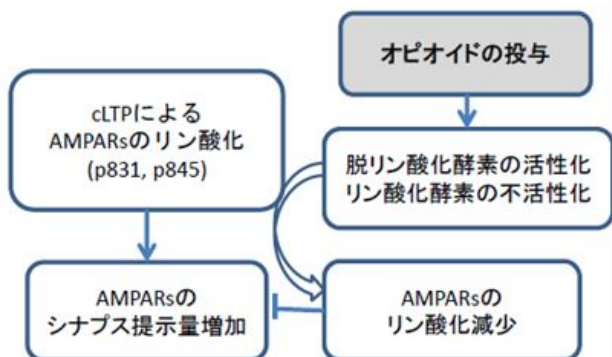 オピオイドの投与
cLTPによる
AMPARsのリン酸化
(p831, p845)
脱リン酸化酵素の活性化
リン酸化酵素の不活性化
AMPARsの
シナプス提示量増加
AMPARsの
リン酸化減少